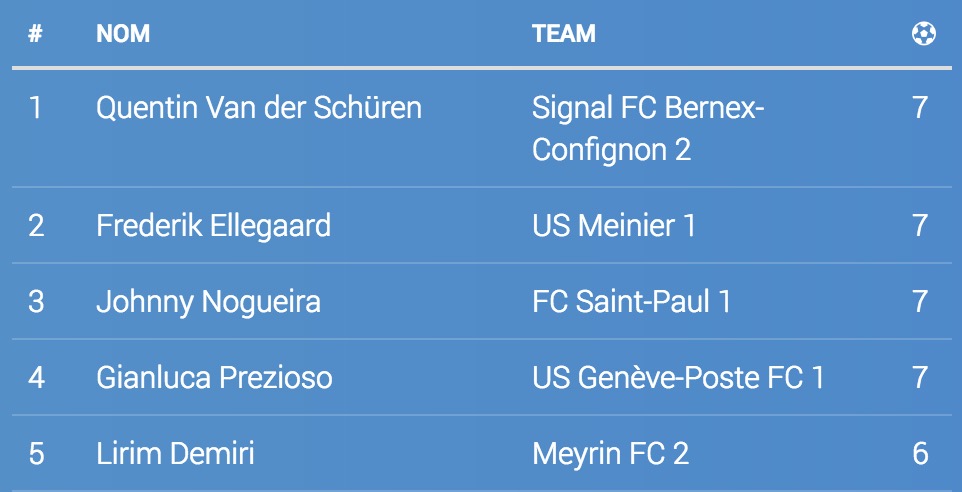 # NOM TEAM ⚽
1 Quentin Van der Schüren Signal FC Bernex- 7
Confignon 2
2 Frederik Ellegaard US Meinier 1 7
3 Johnny Nogueira FC Saint-Paul 1 7
4 Gianluca Prezioso US Genève-Poste FC 1 7
5 Lirim Demiri Meyrin FC 2 6